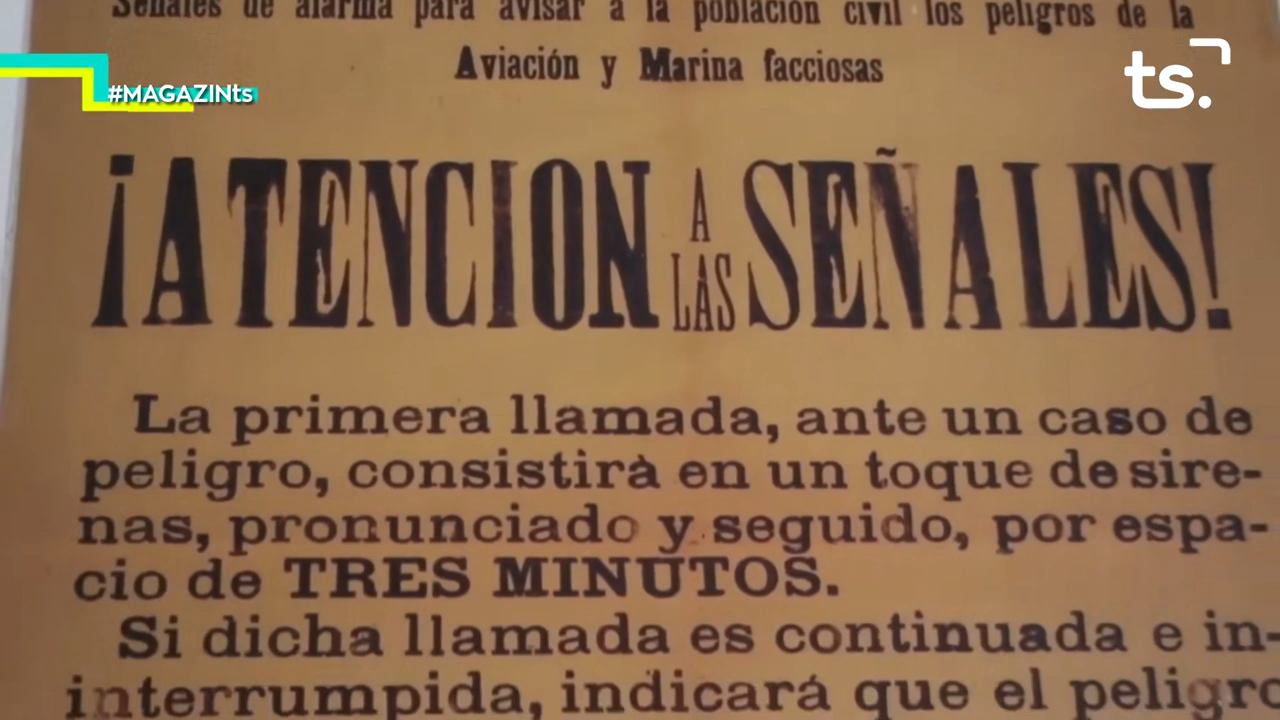 Señales de alarma para avisar a la población civil los peligros de la
Aviación y Marina facciosas
ts.
#MAGAZINts
¡ATENCION A LAS SEÑALES!
La primera llamada, ante un caso de
peligro, consistirà en un toque de sire-
nas, pronunciado y seguido, por espa-
cio de TRES MINUTOS.
Si dicha llamada es continuada e in-
interrumpida, indicará que el peligro